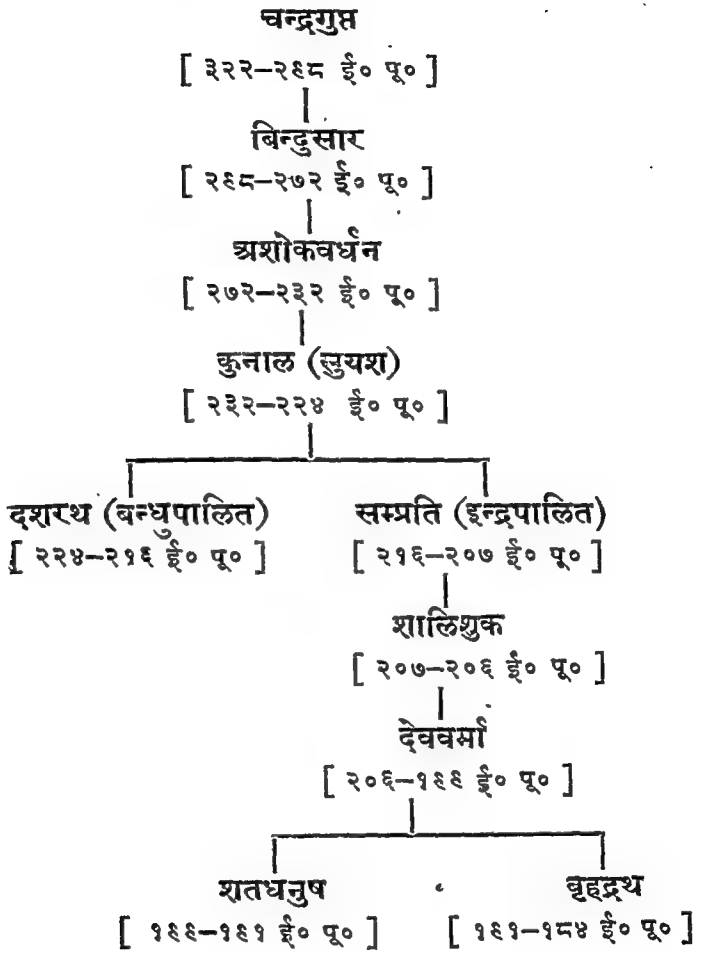 चन्द्रगुप्त
[ ३२२–२९८ ई० पू० ]
बिन्दुसार
[ २९८–२७२ ई० पू० ]
अशोकवर्धन
[ २७२–२३२ ई० पू० ]
कुनाल (सुयश)
[ २३२–२२४ ई० पू० ]
दशरथ (बन्धुपालित) सम्प्रति (इन्द्रपालित)
[ २२४–२१६ ई० पू० ] [ २१६–२०७ ई० पू० ]
शालिशुक
[ २०७–२०६ ई० पू० ]
देववर्मा
[ २०६–१९९ ई० पू० ]
शतधनुष वृहद्रथ
[ १९९–१९१ ई० पू० ] [ १९१–१८४ ई० पू० ]